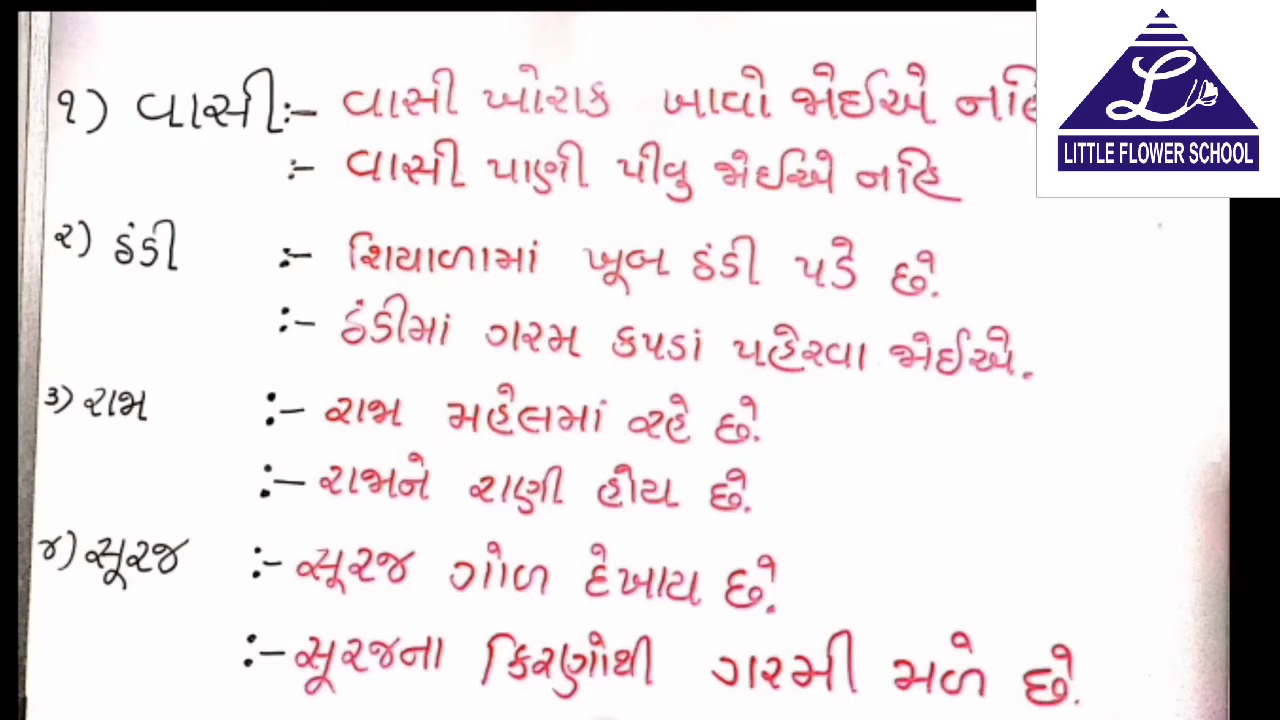 ૧) વાસી :- વાસી ખોરાક ખાવો જોઈએ નહિ
:- વાસી પાણી પીવુ જોઈએ નહિ
૨) ઠંડી :- શિયાળામાં ખૂબ ઠંડી પડે છે.
:- ઠંડીમાં ગરમ કપડાં પહેરવા જોઈએ.
૩) રાજા :- રાજા મહેલમાં રહે છે.
:- રાજાને રાણી હોય છે.
૪) સૂરજ :- સૂરજ ગોળ દેખાય છે.
:- સૂરજના કિરણોથી ગરમી મળે છે.
L
LITTLE FLOWER SCHOOL